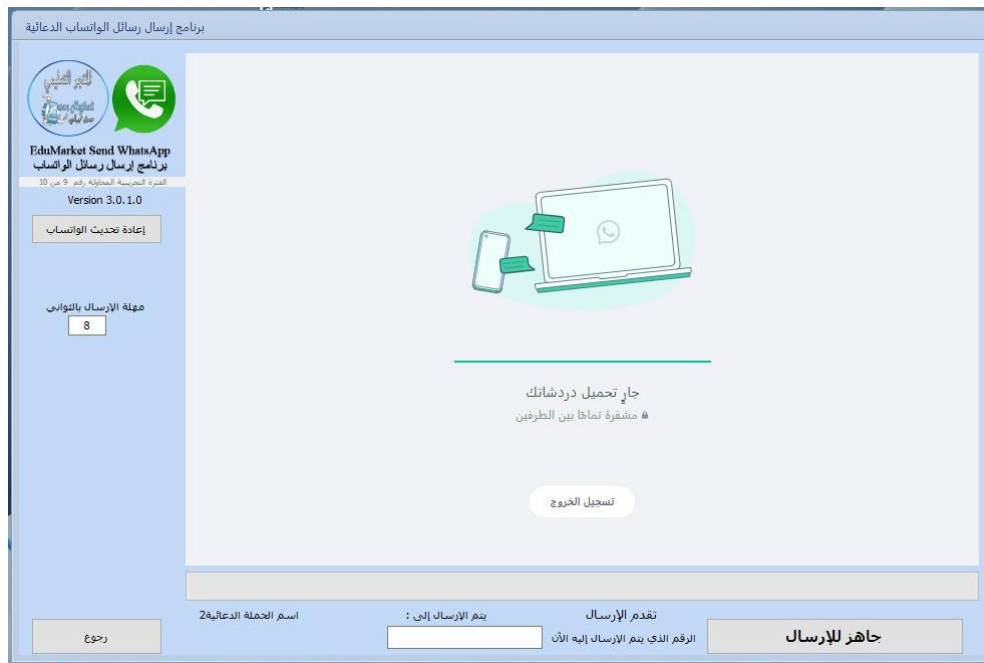 برنامج إرسال رسائل الواتساب الدعائية
EduMarket Send WhatsApp
برنامج إرسال رسائل الواتساب
الفترة التجريبية المحاولة رقم 9 من 10
Version 3.0.1.0
إعادة تحديث الواتساب
مهلة الإرسال بالثواني
8
جارٍ تحميل دردشاتك
مشفرة تمامًا بين الطرفين
تسجيل الخروج
تقدم الإرسال
يتم الإرسال إلى :
اسم الحملة الدعائية2
جاهز للإرسال
الرقم الذي يتم الإرسال إليه الأن
رجوع